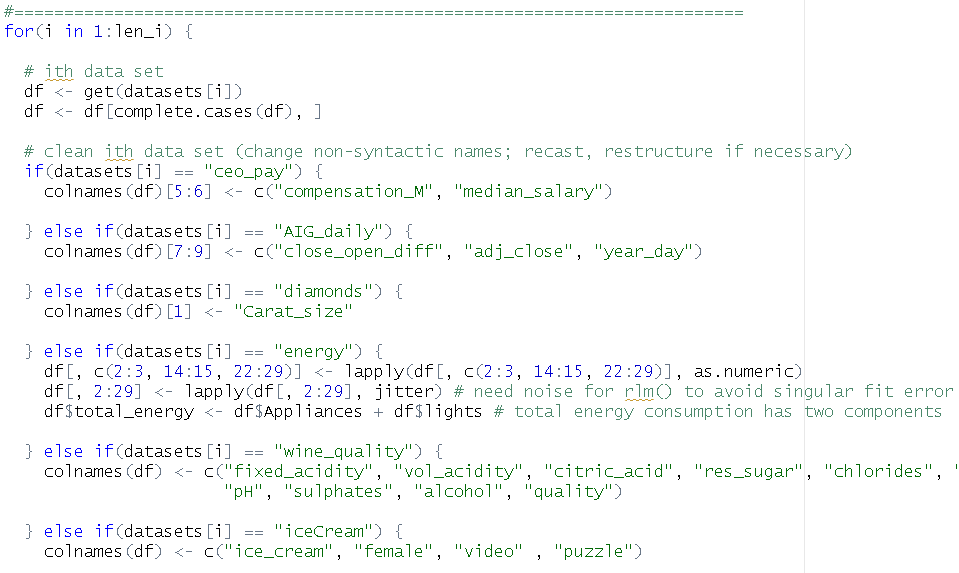 #=========================================================================
for(i in 1:len_i) {
# ith data set
df <- get(datasets[i])
df <- df[complete.cases(df), ]
# clean ith data set (change non-syntactic names; recast, restructure if necessary)
if(datasets[i] == "ceo_pay") {
colnames(df)[5:6] <- c("compensation_M", "median_salary")
} else if(datasets[i] == "AIG_daily") {
colnames(df)[7:9] <- c("close_open_diff", "adj_close", "year_day")
} else if(datasets[i] == "diamonds") {
colnames(df)[1] <- "Carat_size"
} else if(datasets[i] == "energy") {
df[, c(2:3, 14:15, 22:29)] <- lapply(df[, c(2:3, 14:15, 22:29)], as.numeric)
df[, 2:29] <- lapply(df[, 2:29], jitter) # need noise for rlm() to avoid singular fit error
df$total_energy <- df$Appliances + df$lights # total energy consumption has two components
} else if(datasets[i] == "wine_quality") {
colnames(df) <- c("fixed_acidity", "vol_acidity", "citric_acid", "res_sugar", "chlorides", "
"pH", "sulphates", "alcohol", "quality")
} else if(datasets[i] == "iceCream") {
colnames(df) <- c("ice_cream", "female", "video" , "puzzle")